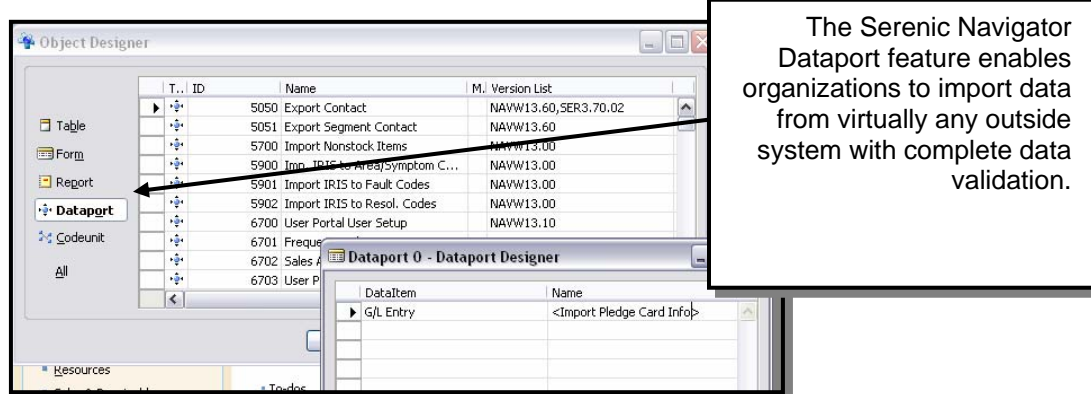 Object Designer
T.. ID Name M. Version List
5050 Export Contact NAVW13.60,SER3.70.02
5051 Export Segment Contact NAVW13.60
5700 Import Nonstock Items NAVW13.00
5900 Imp. IRIS to Area/Symptom C... NAVW13.00
5901 Import IRIS to Fault Codes NAVW13.00
5902 Import IRIS to Resol. Codes NAVW13.00
6700 User Portal User Setup NAVW13.10
6701
6702 Sales
6703 User P
Table
Form
Report
Dataport
Codeunit
All
Dataport 0 - Dataport Designer
DataItem Name
G/L Entry <Import Pledge Card Info>
Resources
The Serenic Navigator
Dataport feature enables
organizations to import data
from virtually any outside
system with complete data
validation.